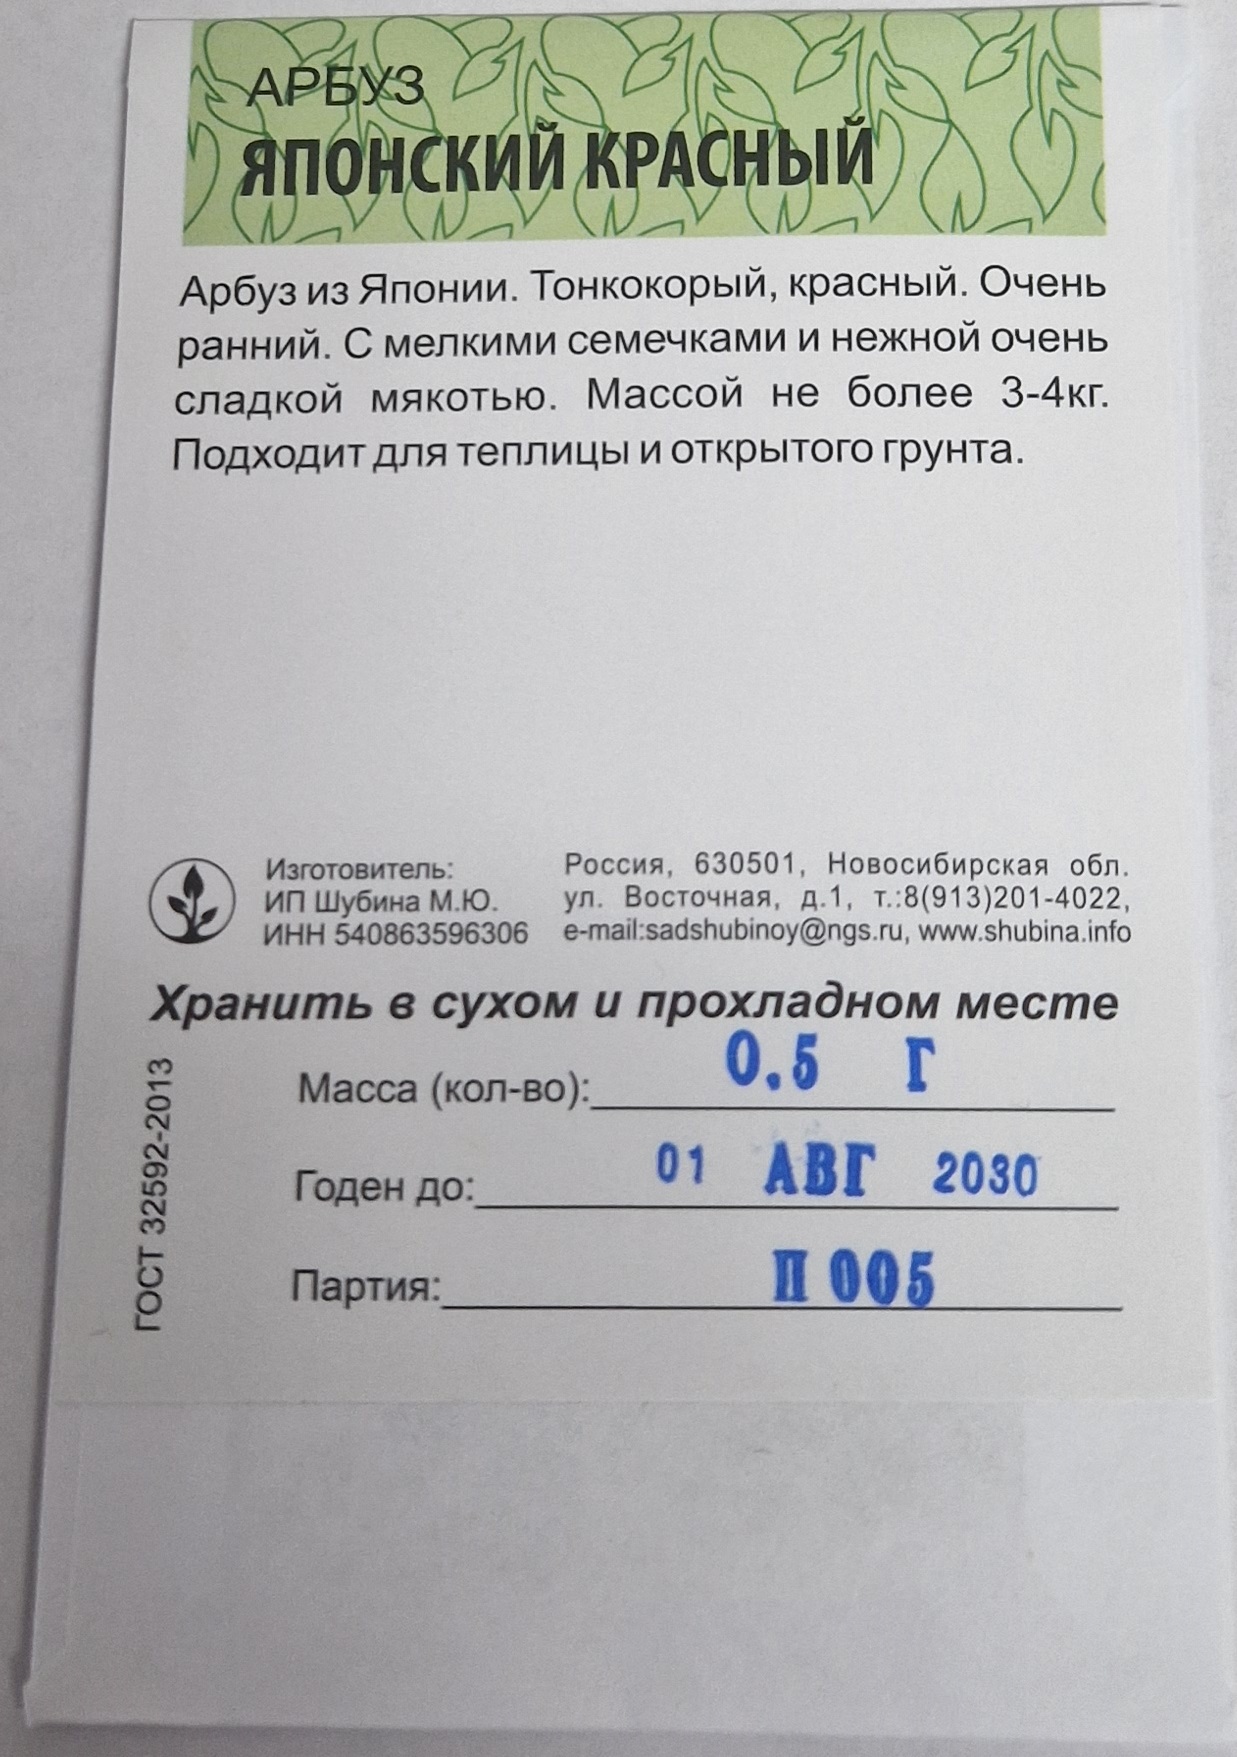 АРБУЗ
ЯПОНСКИЙ КРАСНЫЙ
Арбуз из Японии. Тонкокорый, красный. Очень
ранний. С мелкими семечками и нежной очень
сладкой мякотью. Массой не более 3-4кг.
Подходит для теплицы и открытого грунта.
Изготовитель:
ИП Шубина М.Ю.
ИНН 540863596306
Россия, 630501, Новосибирская обл.
ул. Восточная, д.1, т.:8(913)201-4022,
e-mail:sadshubinoy@ngs.ru, www.shubina.info
Хранить в сухом и прохладном месте
ГОСТ 32592-2013
Масса (кол-во): 0.5 Г
Годен до: 01 АВГ 2030
Партия: П 005